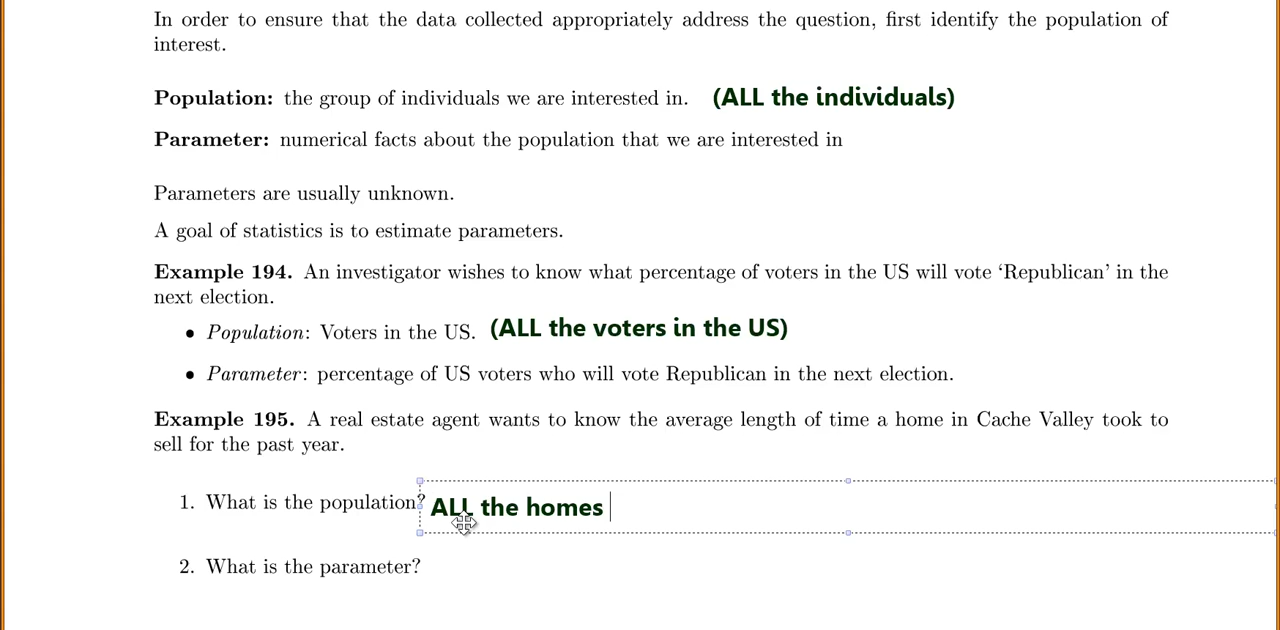 In order to ensure that the data collected appropriately address the question, first identify the population of
interest.
Population: the group of individuals we are interested in. (ALL the individuals)
Parameter: numerical facts about the population that we are interested in
Parameters are usually unknown.
A goal of statistics is to estimate parameters.
Example 194. An investigator wishes to know what percentage of voters in the US will vote ‘Republican’ in the
next election.
• Population: Voters in the US. (ALL the voters in the US)
• Parameter: percentage of US voters who will vote Republican in the next election.
Example 195. A real estate agent wants to know the average length of time a home in Cache Valley took to
sell for the past year.
1. What is the population? ALL the homes
2. What is the parameter?